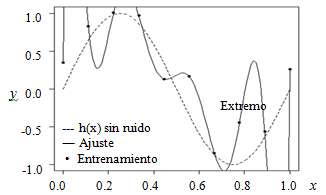 1.0
0.5
y
0.0
Extremo
-0.5
--- h(x) sin ruido
— Ajuste
• Entrenamiento
-1.0
0.0 0.2 0.4 0.6 0.8 1.0 x